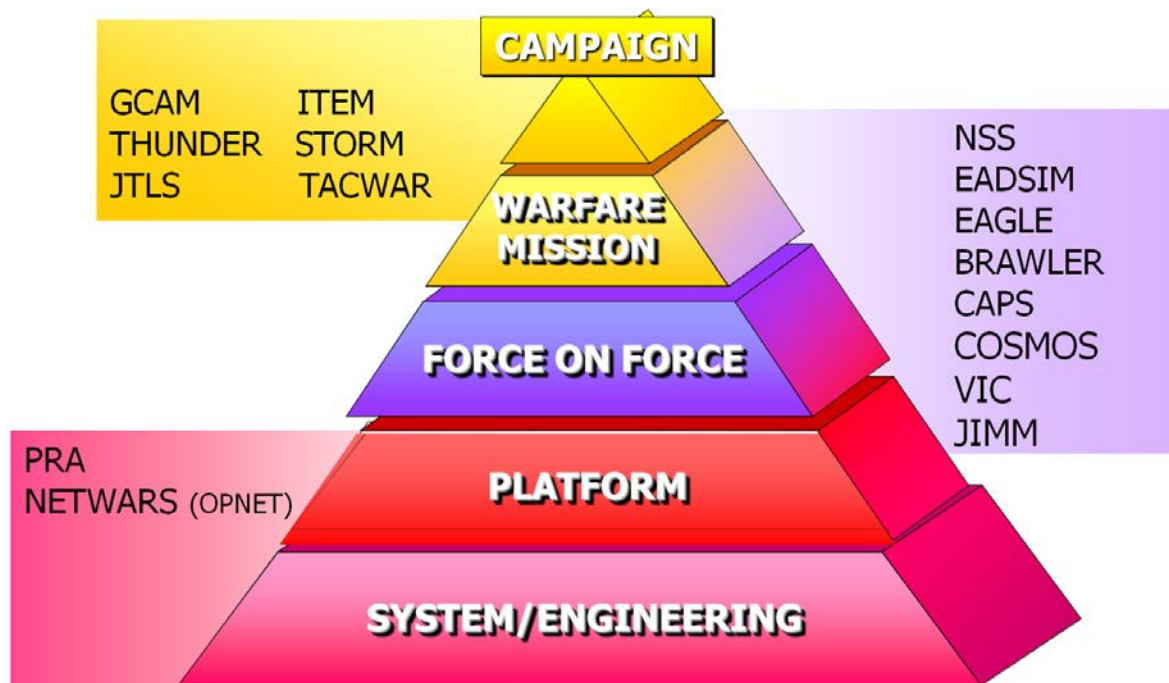 CAMPAIGN
GCAM ITEM
THUNDER STORM
JTLS TACWAR
NSS
EADSIM
EAGLE
BRAWLER
CAPS
COSMOS
VIC
JIMM
WARFARE
MISSION
FORCE ON FORCE
PRA
NETWARS (OPNET)
PLATFORM
SYSTEM/ENGINEERING